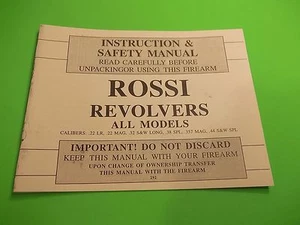 INSTRUCTION &
SAFETY MANUAL
READ CAREFULLY BEFORE
UNPACKINGOR USING THIS FIREARM
ROSSI
REVOLVERS
ALL MODELS
CALIBERS .22 LR, .22 MAG, .32 S&W LONG, .38 SPL, .357 MAG, .44 S&W SPL
IMPORTANT! DO NOT DISCARD
KEEP THIS MANUAL WITH YOUR FIREARM
UPON CHANGE OF OWNERSHIP TRANSFER
THIS MANUAL WITH THE FIREARM